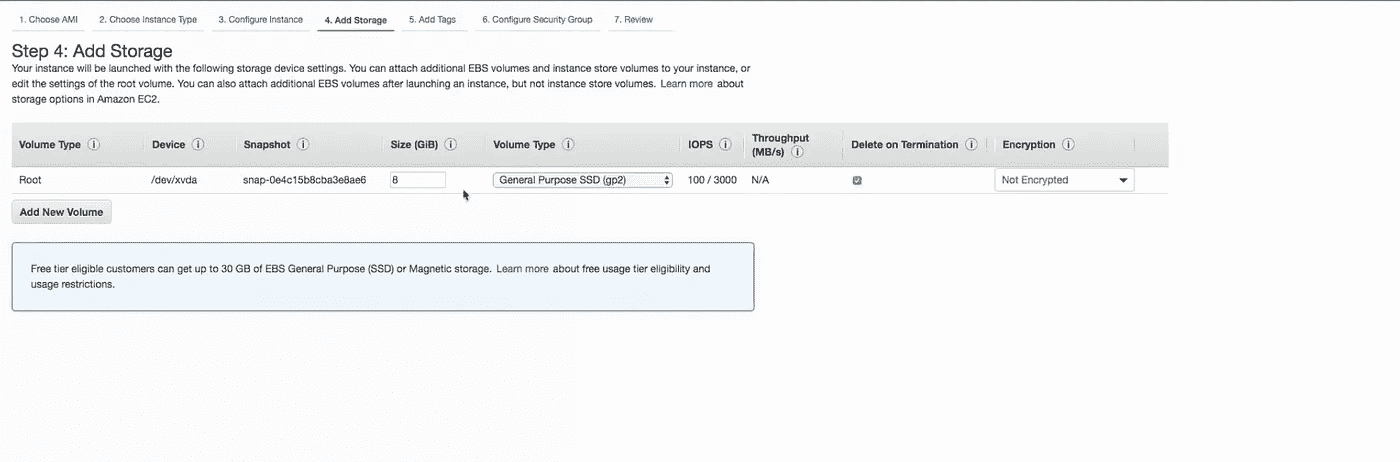 1. Choose AMI 2. Choose Instance Type 3. Configure Instance 4. Add Storage 5. Add Tags 6. Configure Security Group 7. Review
Step 4: Add Storage
Your instance will be launched with the following storage device settings. You can attach additional EBS volumes and instance store volumes to your instance, or
edit the settings of the root volume. You can also attach additional EBS volumes after launching an instance, but not instance store volumes. Learn more about
storage options in Amazon EC2.
Volume Type Device Snapshot Size (GiB) Volume Type IOPS Throughput (MB/s) Delete on Termination Encryption
Root /dev/xvda snap-0e4c15b8cba3e8ae6 8 General Purpose SSD (gp2) 100 / 3000 N/A Not Encrypted
Add New Volume
Free tier eligible customers can get up to 30 GB of EBS General Purpose (SSD) or Magnetic storage. Learn more about free usage tier eligibility and
usage restrictions.